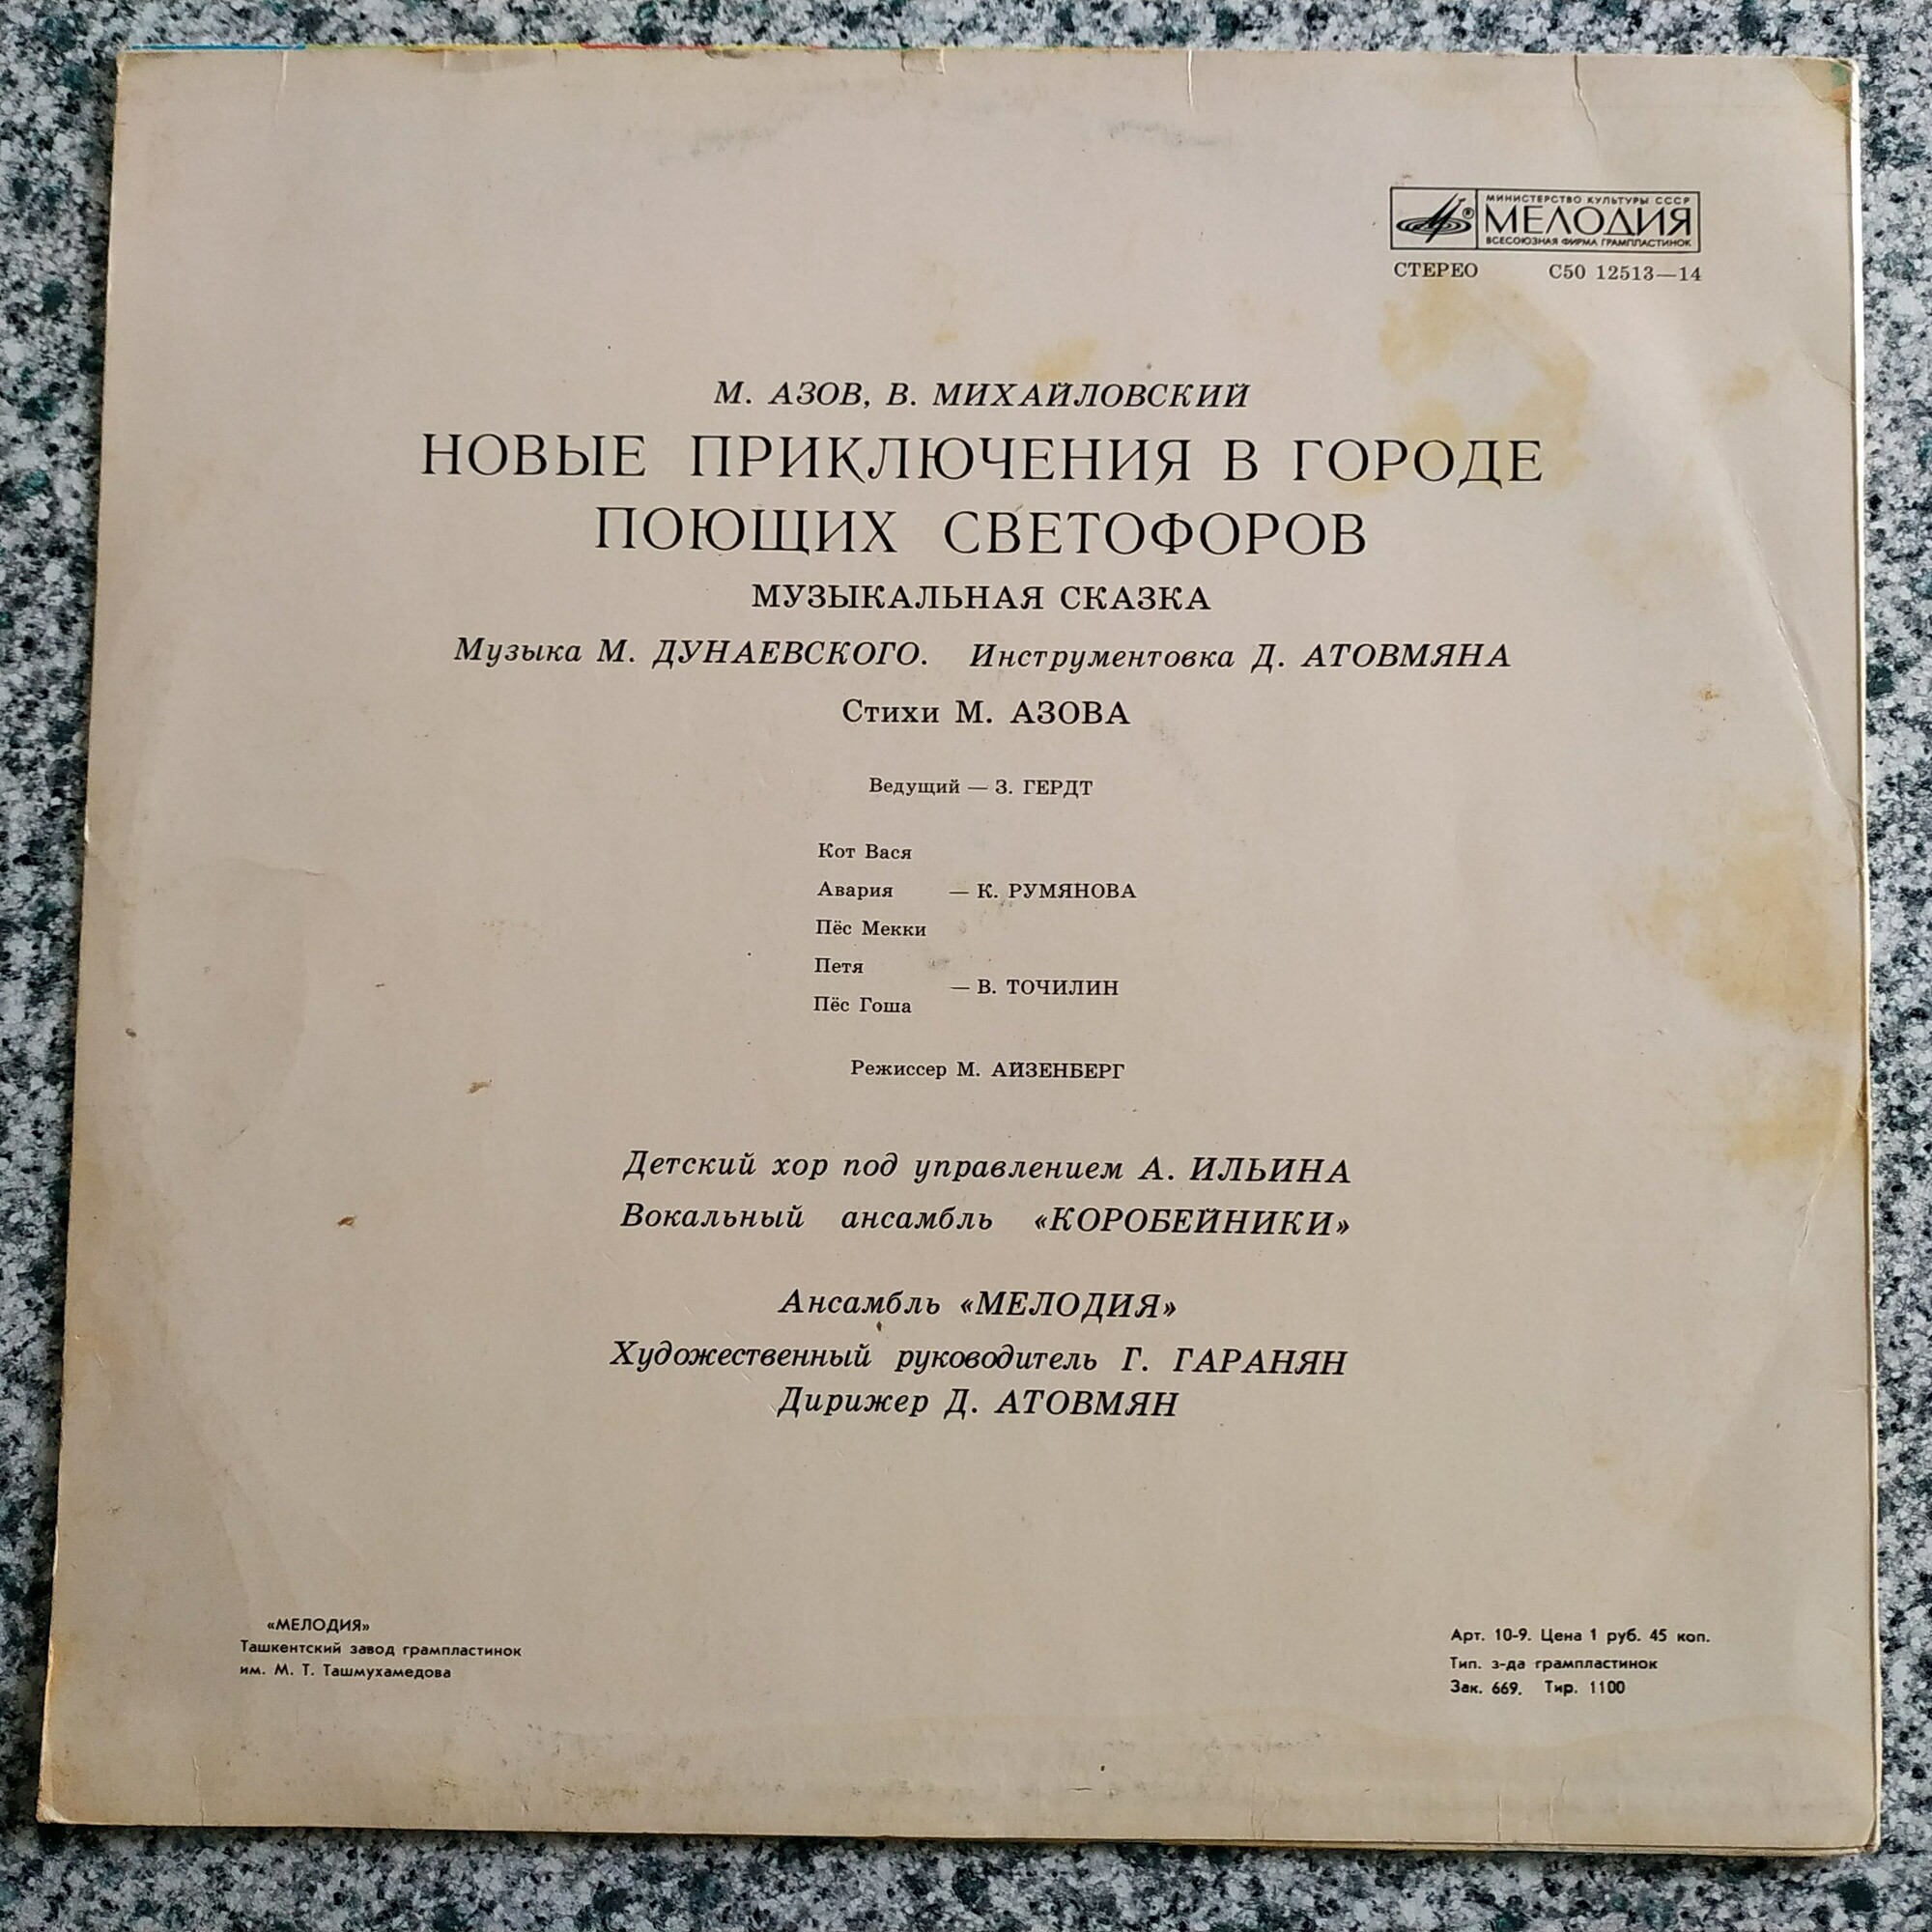 МИНИСТЕРСТВО КУЛЬТУРЫ СССР
МЕЛОДИЯ
ВСЕСОЮЗНАЯ ФИРМА ГРАМПЛАСТИНОК
СТЕРЕО С50 12513—14
М. АЗОВ, В. МИХАЙЛОВСКИЙ
НОВЫЕ ПРИКЛЮЧЕНИЯ В ГОРОДЕ
ПОЮЩИХ СВЕТОФОРОВ
МУЗЫКАЛЬНАЯ СКАЗКА
Музыка М. ДУНАЕВСКОГО. Инструментовка Д. АТОВМЯНА
Стихи М. АЗОВА
Ведущий — З. ГЕРДТ
Кот Вася
Авария — К. РУМЯНОВА
Пёс Мекки
Петя
— В. ТОЧИЛИН
Пёс Гоша
Режиссер М. АЙЗЕНБЕРГ
Детский хор под управлением А. ИЛЬИНА
Вокальный ансамбль «КОРОБЕЙНИКИ»
Ансамбль «МЕЛОДИЯ»
Художественный руководитель Г. ГАРАНЯН
Дирижер Д. АТОВМЯН
«МЕЛОДИЯ»
Ташкентский завод грампластинок
им. М. Т. Ташмухамедова
Арт. 10-9. Цена 1 руб. 45 коп.
Тип. з-да грампластинок
Зак. 669. Тир. 1100